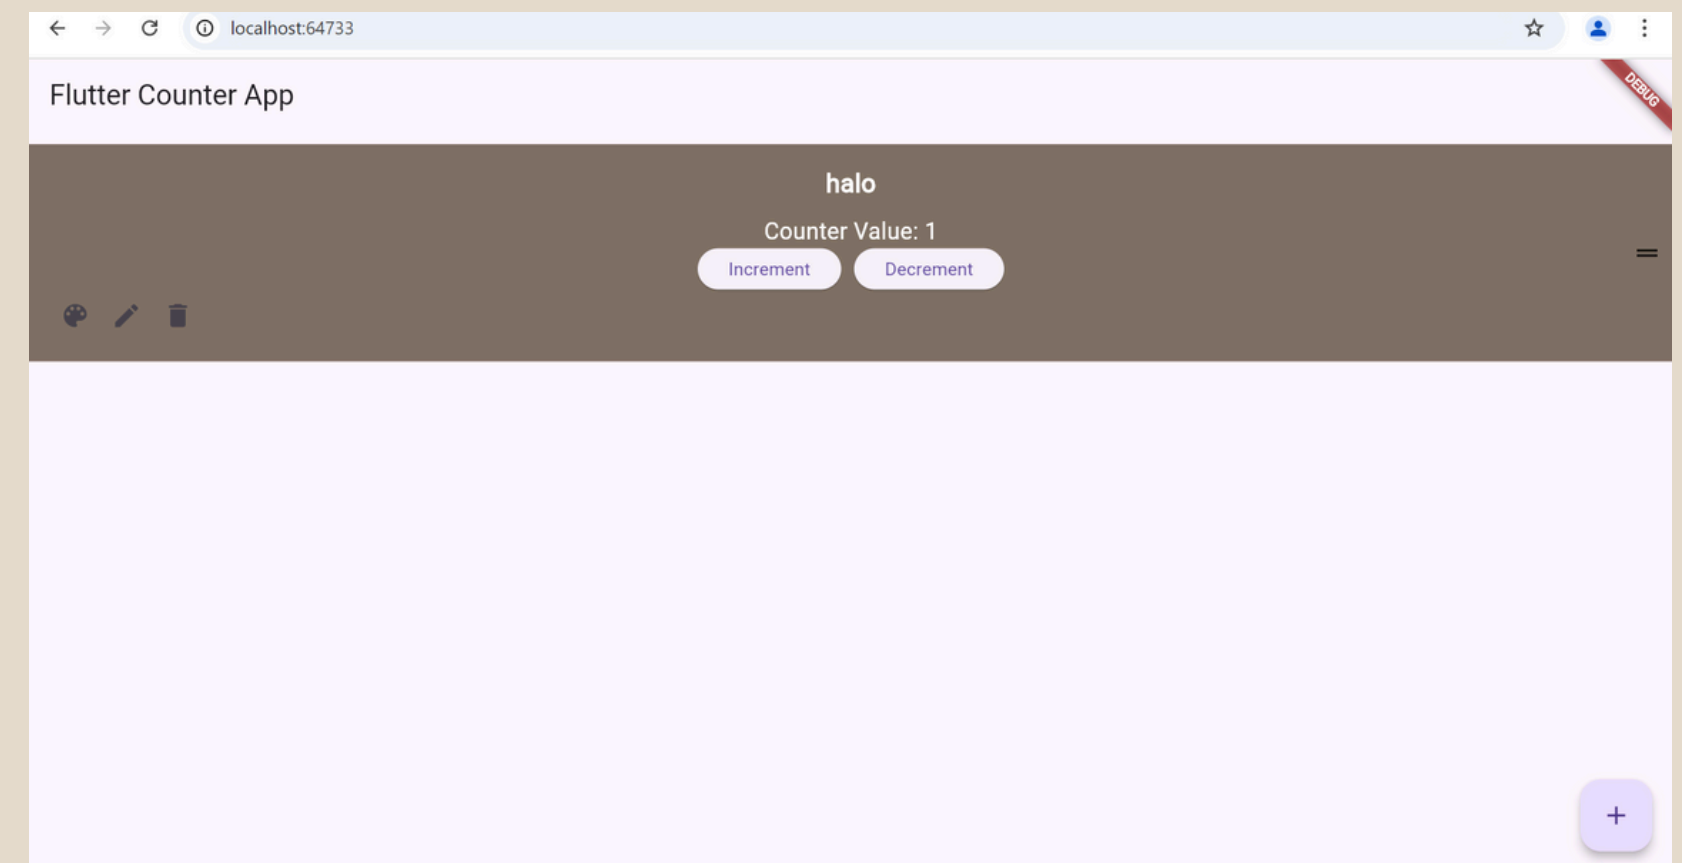 localhost:64733
Flutter Counter App
DEBUG
halo
Counter Value: 1
Increment Decrement